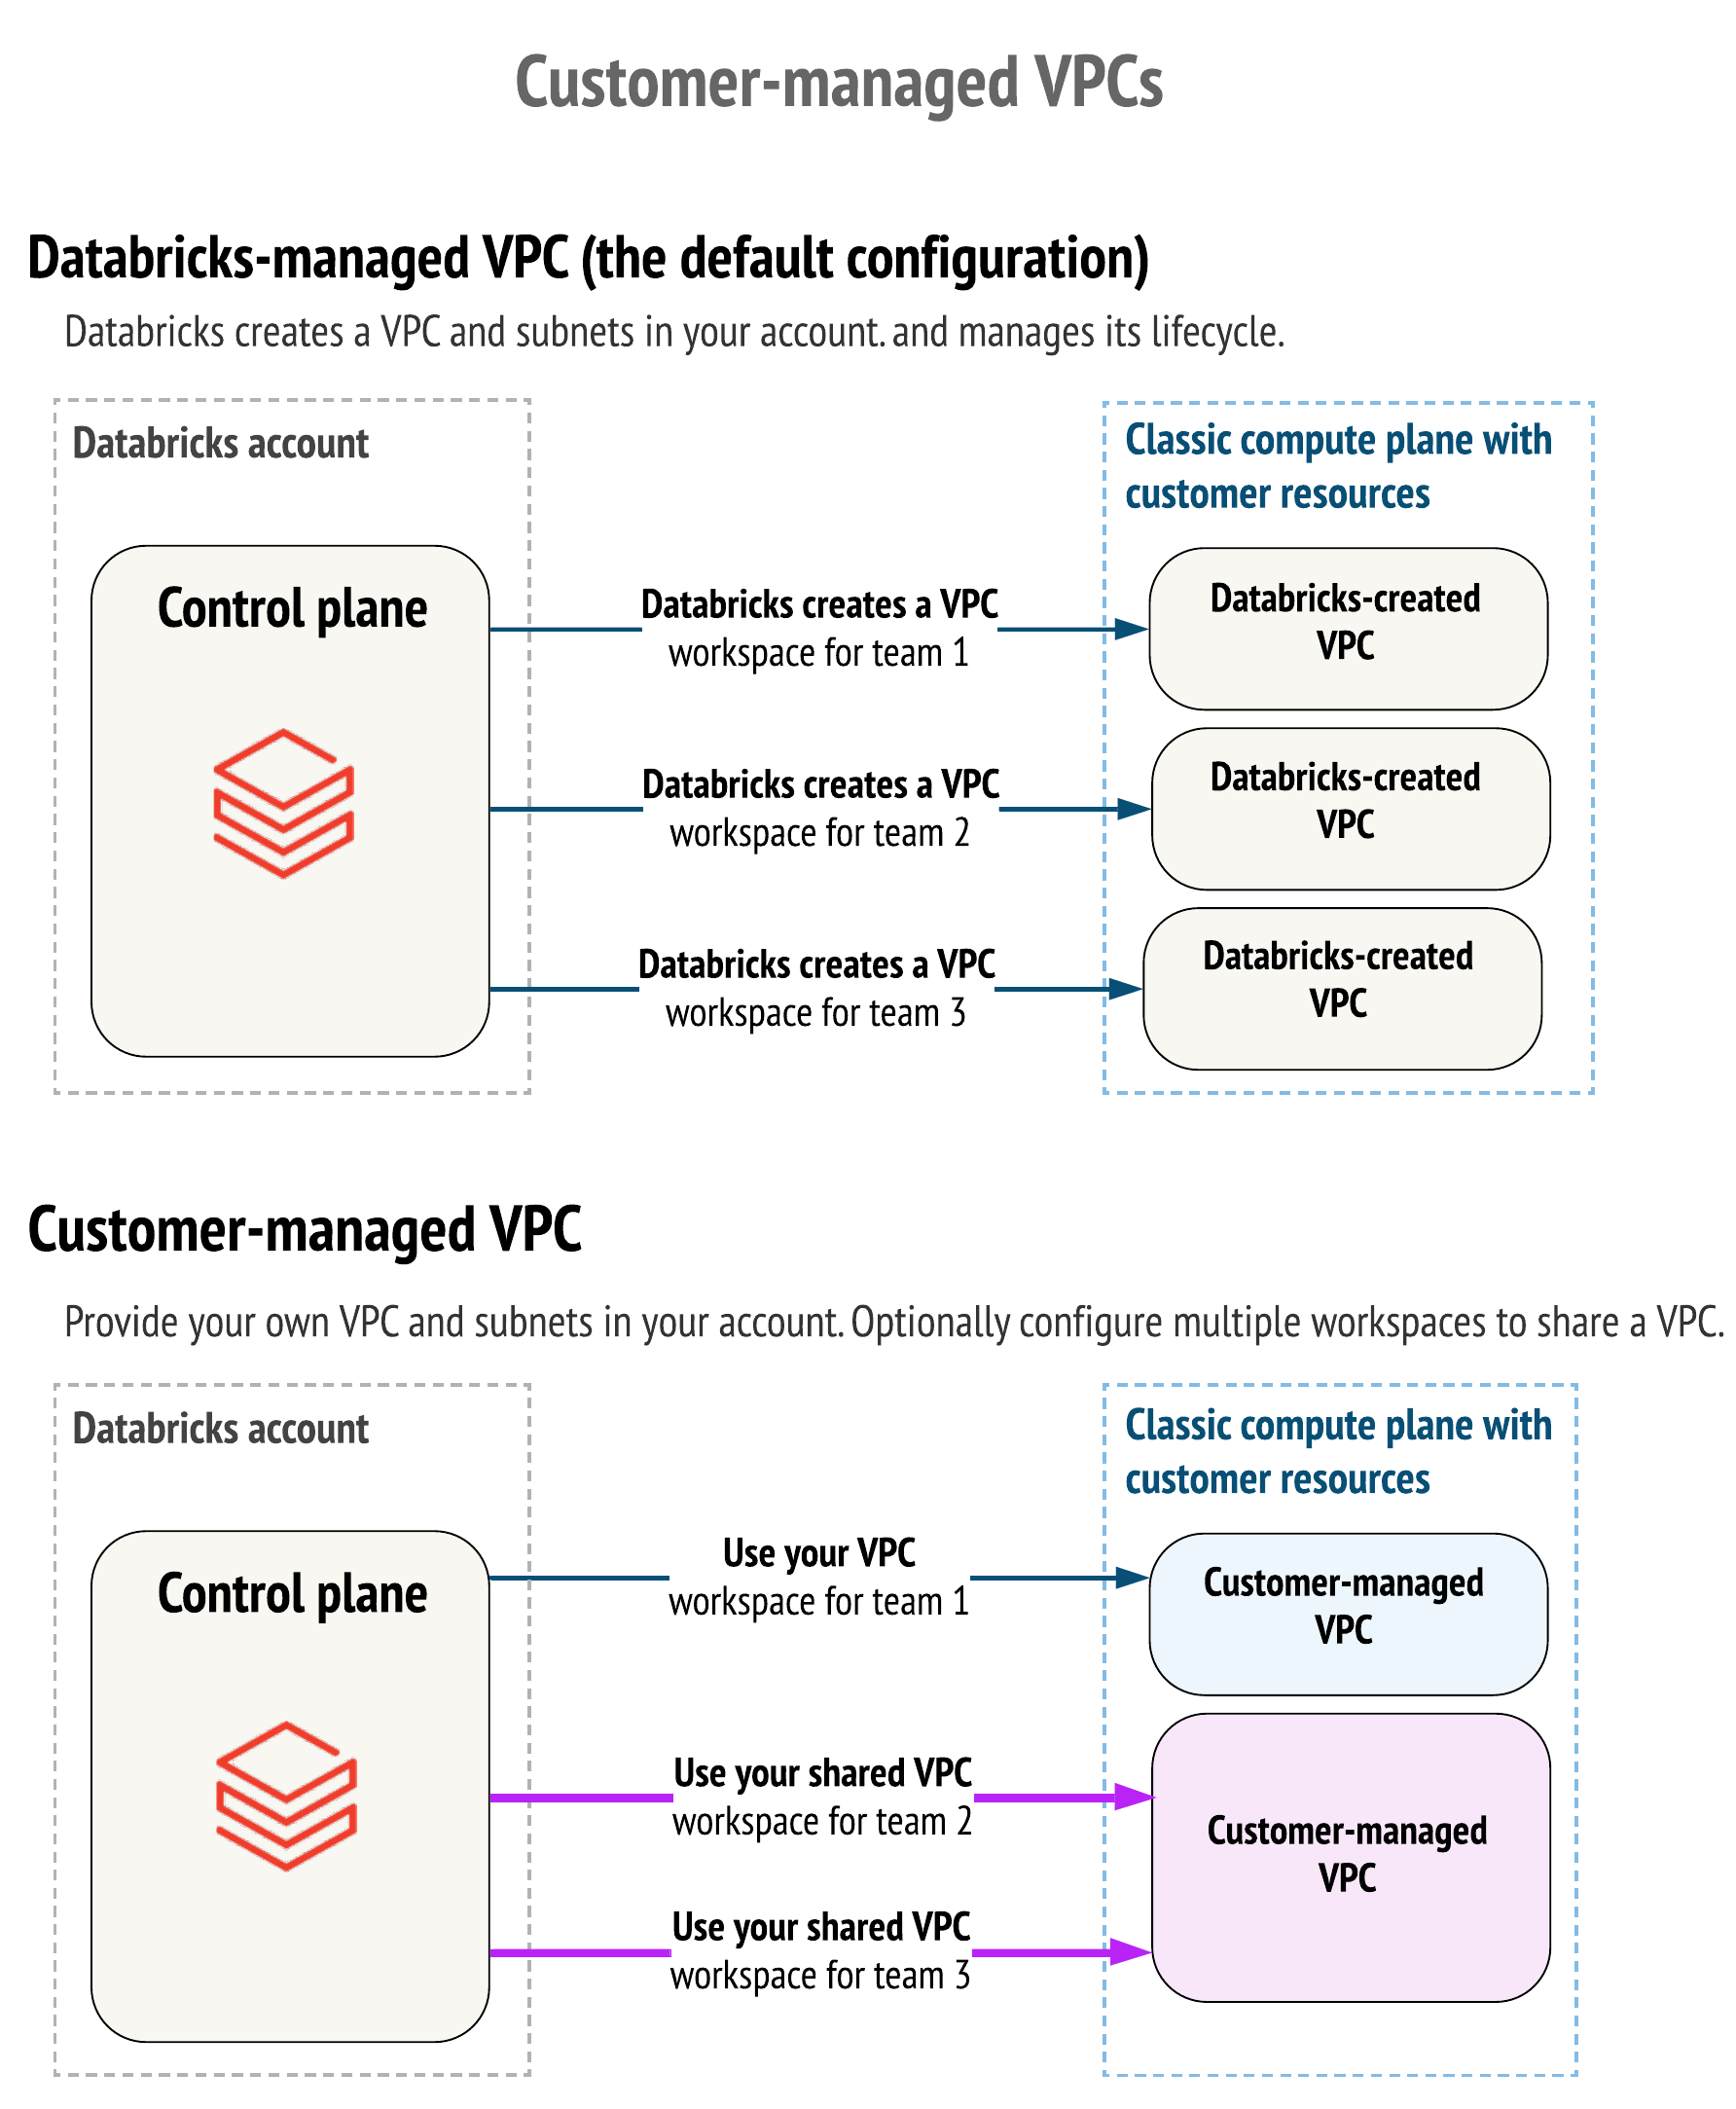 Customer-managed VPCs
Databricks-managed VPC (the default configuration)
Databricks creates a VPC and subnets in your account. and manages its lifecycle.
Databricks account
Control plane
Databricks creates a VPC
workspace for team 1
Databricks creates a VPC
workspace for team 2
Databricks creates a VPC
workspace for team 3
Classic compute plane with
customer resources
Databricks-created
VPC
Databricks-created
VPC
Databricks-created
VPC
Customer-managed VPC
Provide your own VPC and subnets in your account. Optionally configure multiple workspaces to share a VPC.
Databricks account
Control plane
Use your VPC
workspace for team 1
Use your shared VPC
workspace for team 2
Use your shared VPC
workspace for team 3
Classic compute plane with
customer resources
Customer-managed
VPC
Customer-managed
VPC